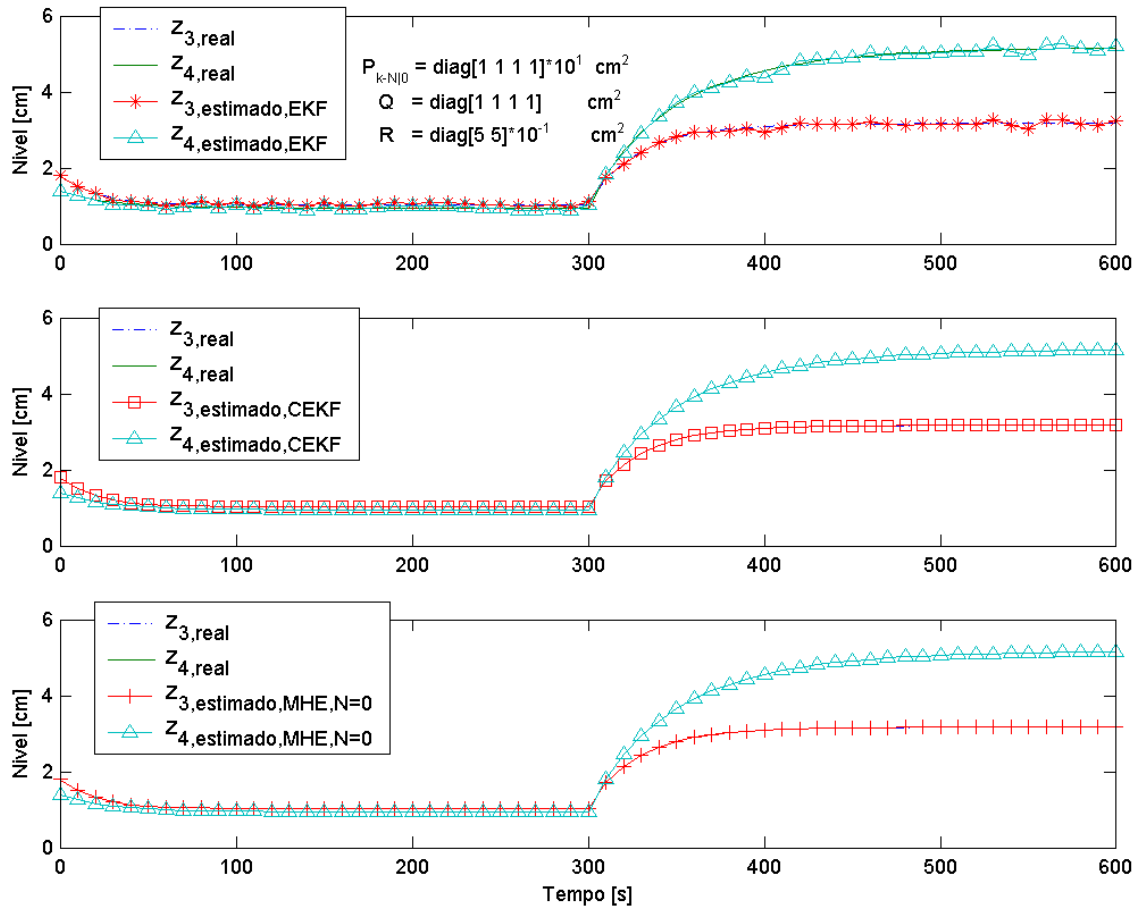 6
4
2
0
Nivel [cm]
z3,real
z4,real
z3,estimado,EKF
z4,estimado,EKF
Pk-N|0 = diag[1 1 1 1]*10^1 cm^2
Q = diag[1 1 1 1] cm^2
R = diag[5 5]*10^-1 cm^2
0 100 200 300 400 500 600
6
4
2
0
Nivel [cm]
z3,real
z4,real
z3,estimado,CEKF
z4,estimado,CEKF
0 100 200 300 400 500 600
6
4
2
0
Nivel [cm]
z3,real
z4,real
z3,estimado,MHE,N=0
z4,estimado,MHE,N=0
0 100 200 300 400 500 600
Tempo [s]